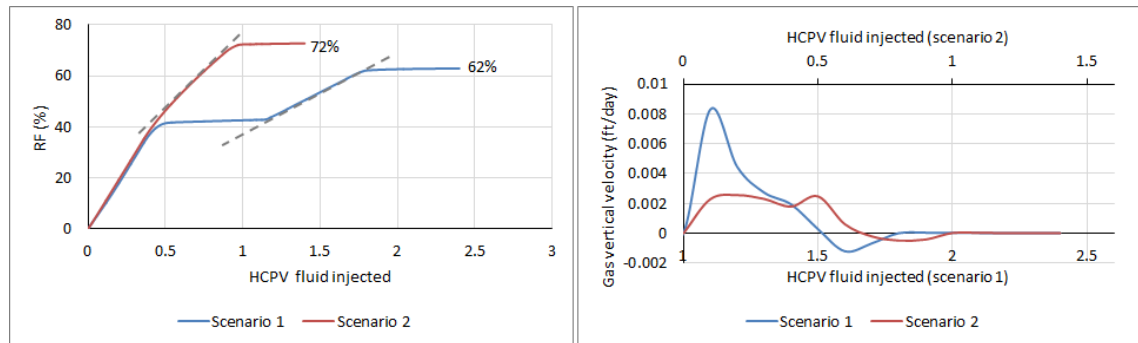 80
60
40
20
0
RF (%)
72%
62%
0 0.5 1 1.5 2 2.5 3
HCPV fluid injected
Scenario 1 Scenario 2
HCPV fluid injected (scenario 2)
0 0.5 1 1.5
0.01
0.008
0.006
0.004
0.002
0
-0.002
Gas vertical velocity (ft/day)
1 1.5 2 2.5
HCPV fluid injected (scenario 1)
Scenario 1 Scenario 2